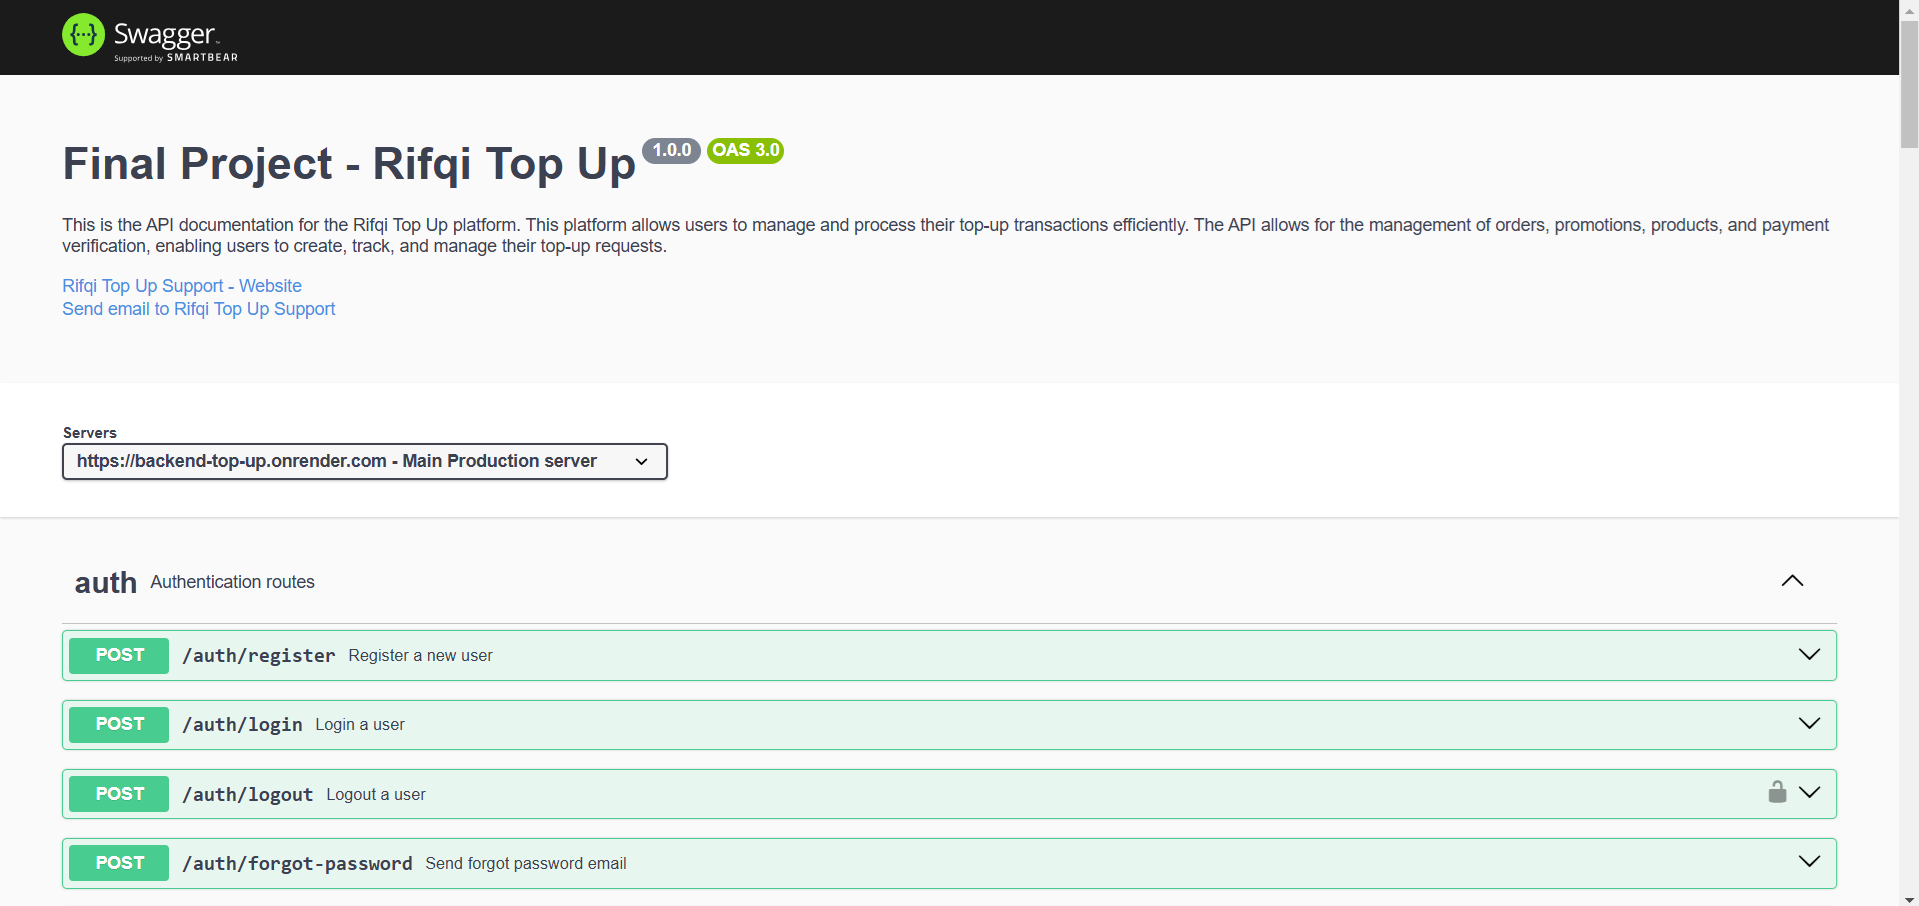 Swagger
Supported by SMARTBEAR
Final Project - Rifqi Top Up 1.0.0 OAS 3.0
This is the API documentation for the Rifqi Top Up platform. This platform allows users to manage and process their top-up transactions efficiently. The API allows for the management of orders, promotions, products, and payment
verification, enabling users to create, track, and manage their top-up requests.
Rifqi Top Up Support - Website
Send email to Rifqi Top Up Support
Servers
https://backend-top-up.onrender.com - Main Production server
auth Authentication routes
POST /auth/register Register a new user
POST /auth/login Login a user
POST /auth/logout Logout a user
POST /auth/forgot-password Send forgot password email